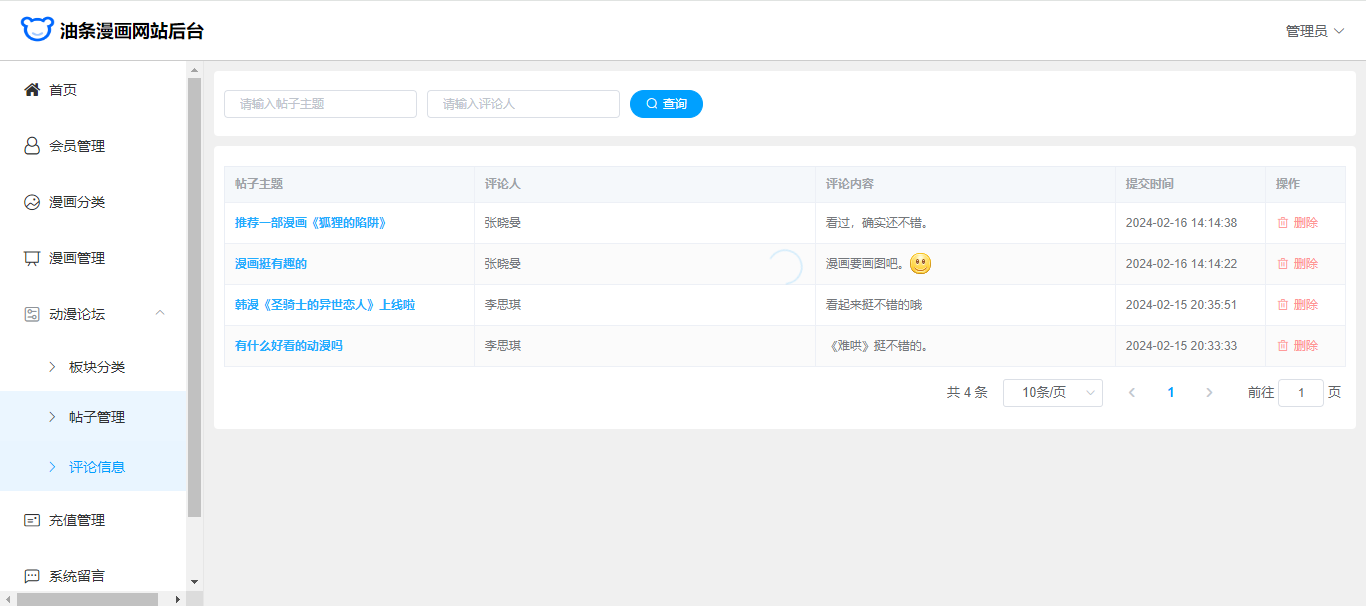 油条漫画网站后台
管理员
首页
会员管理
漫画分类
漫画管理
动漫论坛
板块分类
帖子管理
评论信息
充值管理
系统留言
请输入帖子主题 请输入评论人 查询
帖子主题 评论人 评论内容 提交时间 操作
推荐一部漫画《狐狸的陷阱》 张晓曼 看过，确实还不错。 2024-02-16 14:14:38 删除
漫画挺有趣的 张晓曼 漫画要画图吧。 2024-02-16 14:14:22 删除
韩漫《圣骑士的异世恋人》上线啦 李思琪 看起来挺不错的哦 2024-02-15 20:35:51 删除
有什么好看的动漫吗 李思琪 《难哄》挺不错的。 2024-02-15 20:33:33 删除
共 4 条 10条/页 1 前往 1 页